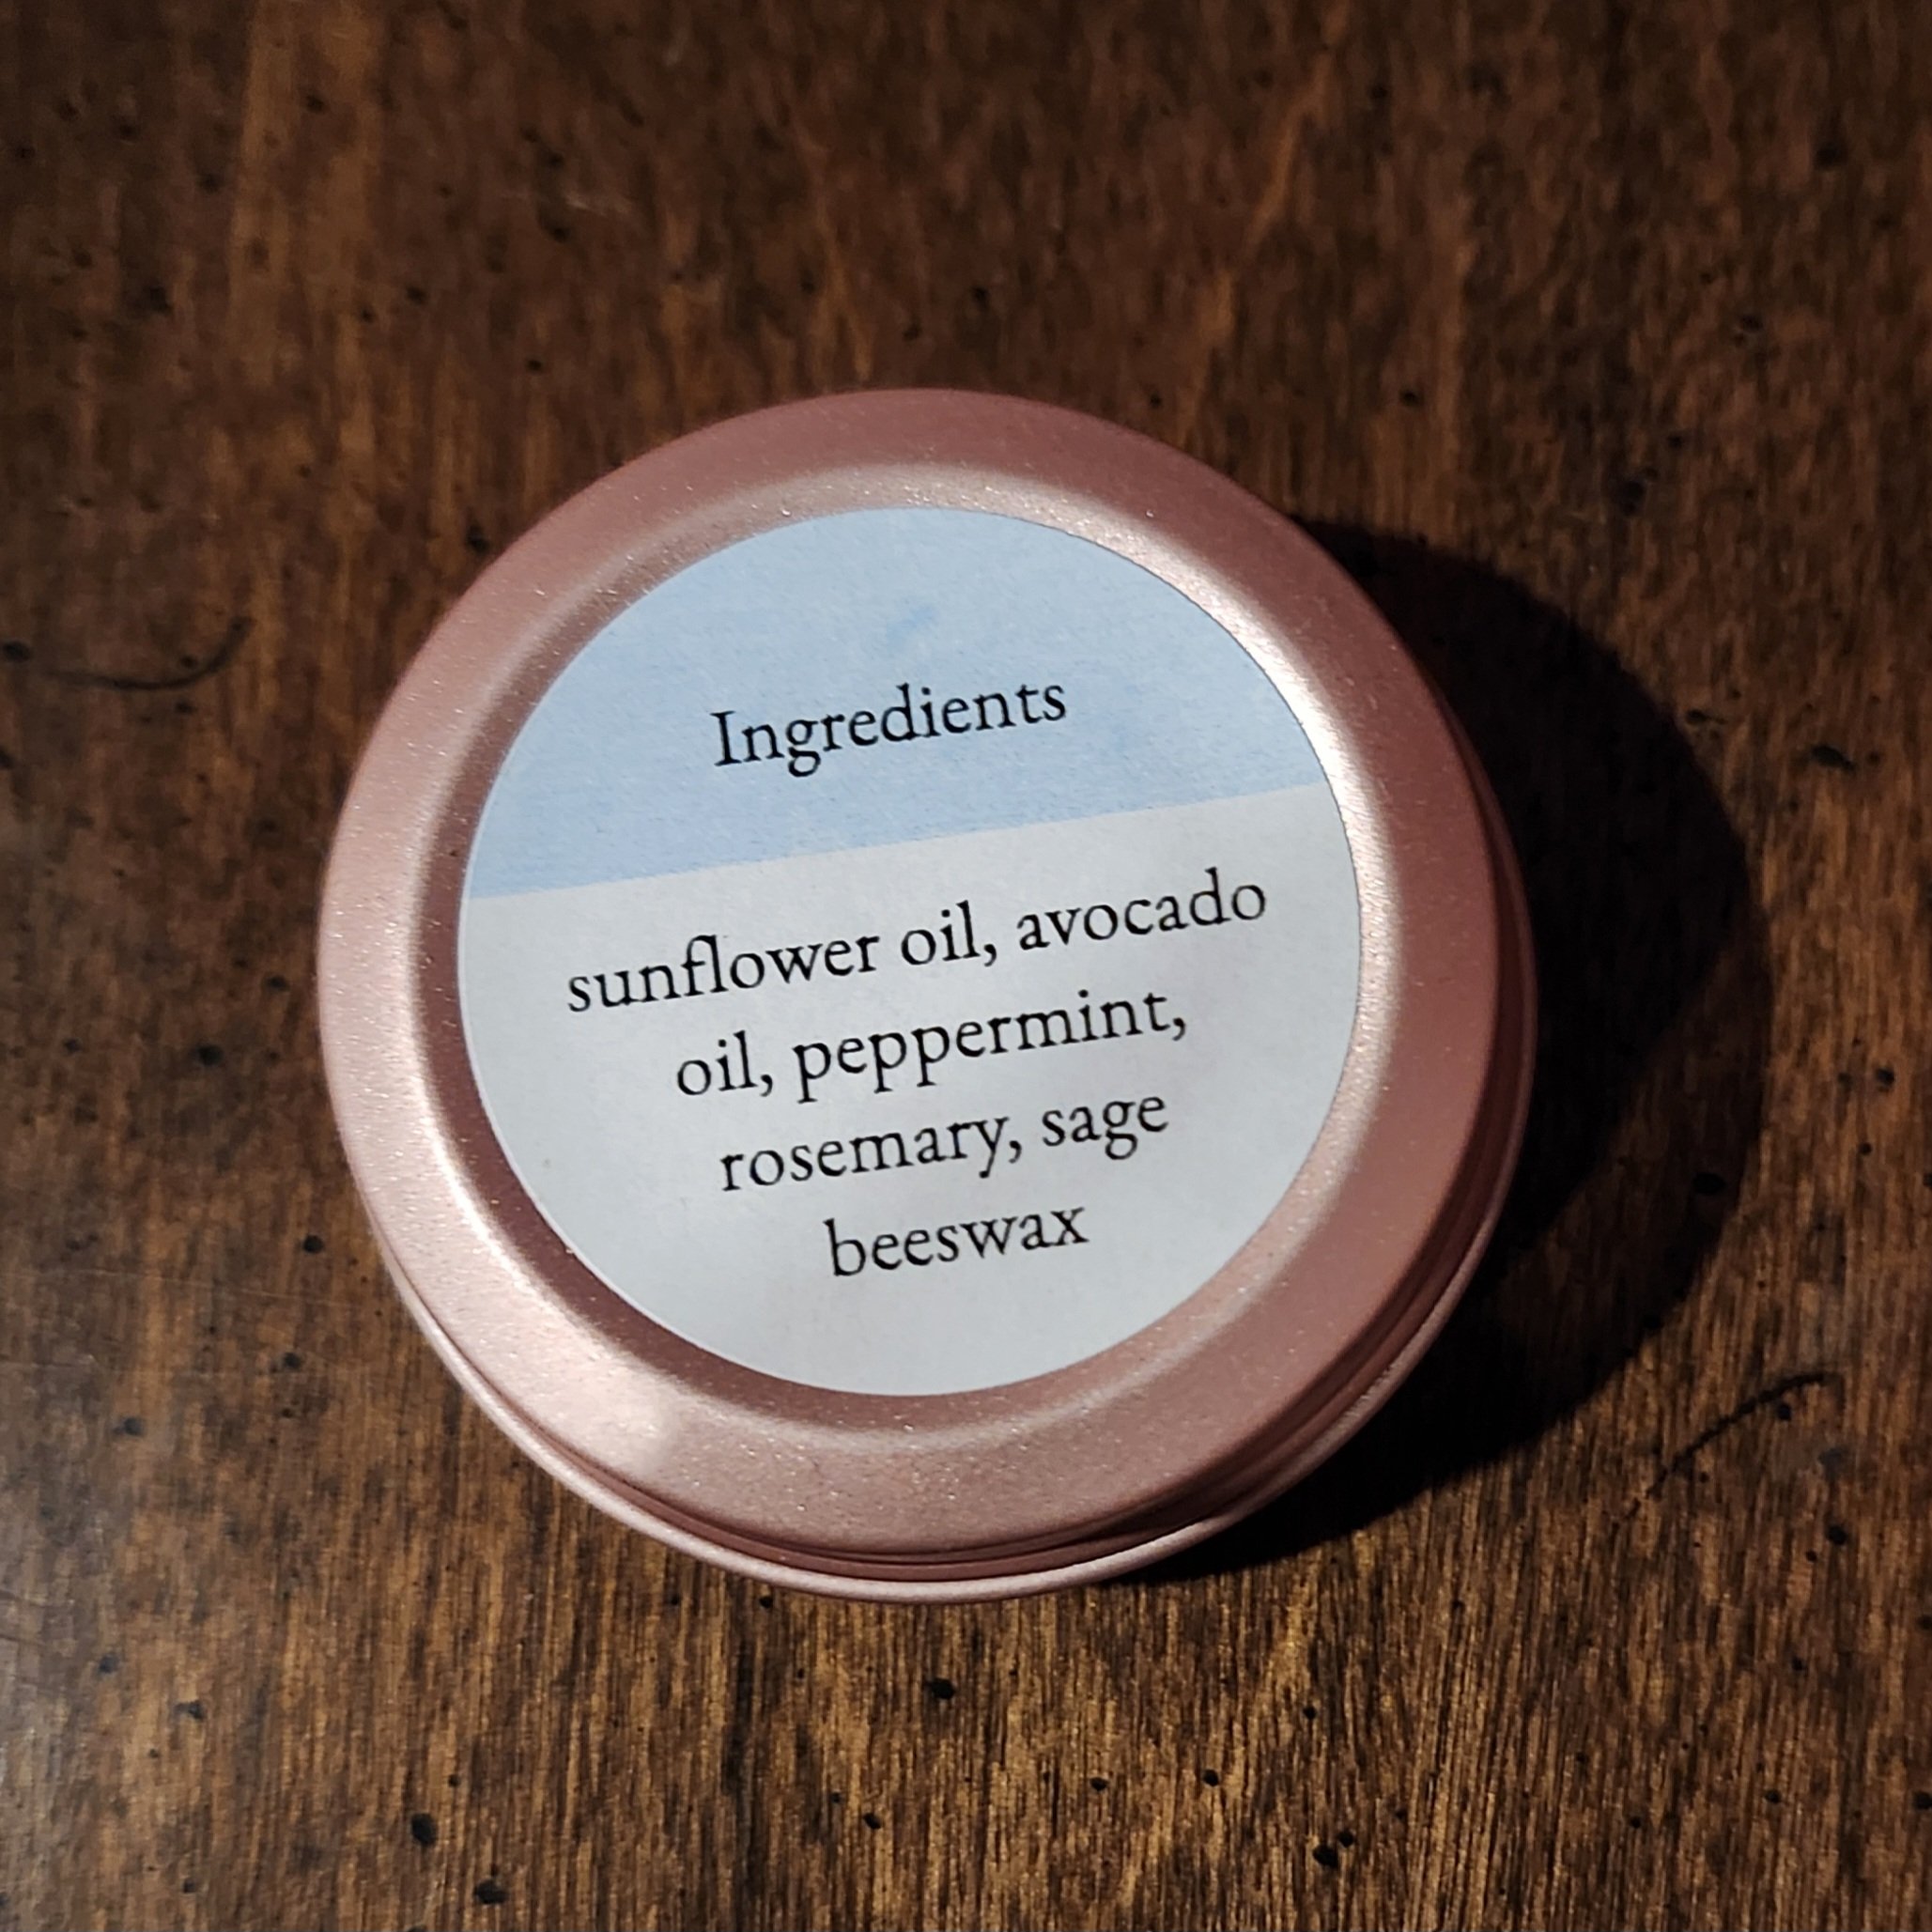 Ingredients
sunflower oil, avocado
oil, peppermint,
rosemary, sage
beeswax